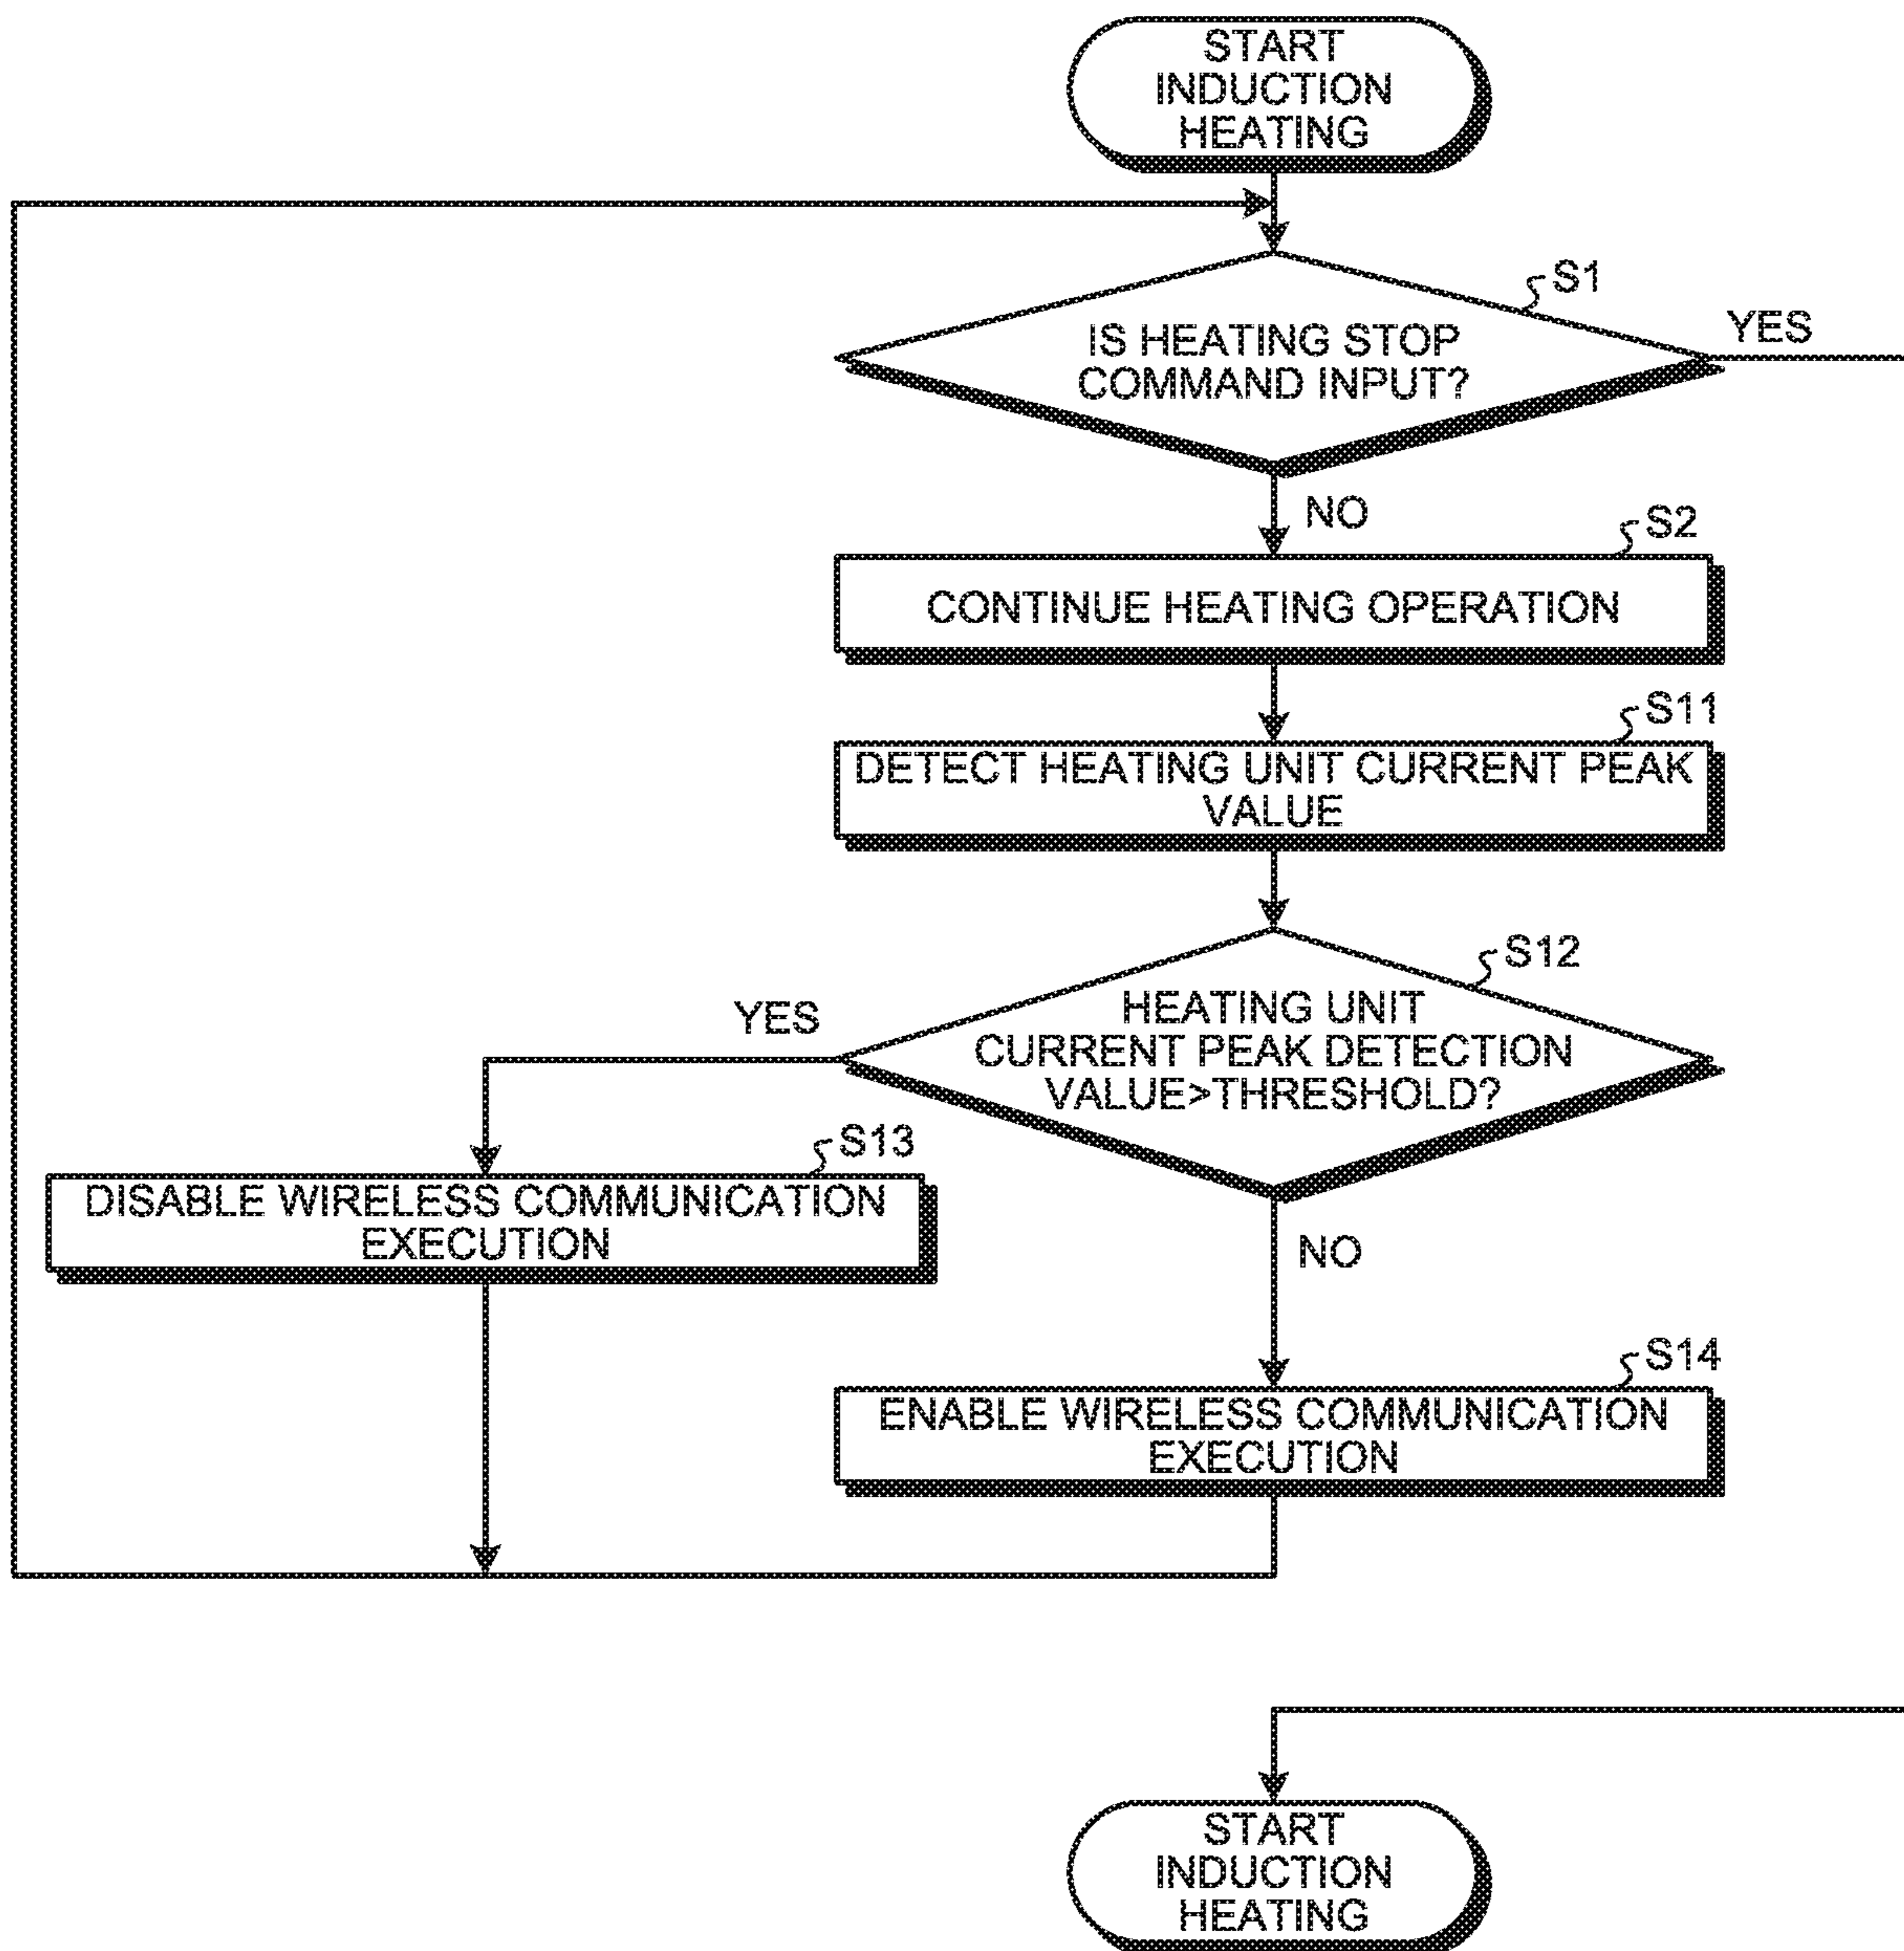 START
INDUCTION
HEATING
S1
IS HEATING STOP
COMMAND INPUT?
YES
NO
S2
CONTINUE HEATING OPERATION
S11
DETECT HEATING UNIT CURRENT PEAK
VALUE
S12
HEATING UNIT
CURRENT PEAK DETECTION
VALUE>THRESHOLD?
YES
S13
DISABLE WIRELESS COMMUNICATION
EXECUTION
NO
S14
ENABLE WIRELESS COMMUNICATION
EXECUTION
START
INDUCTION
HEATING